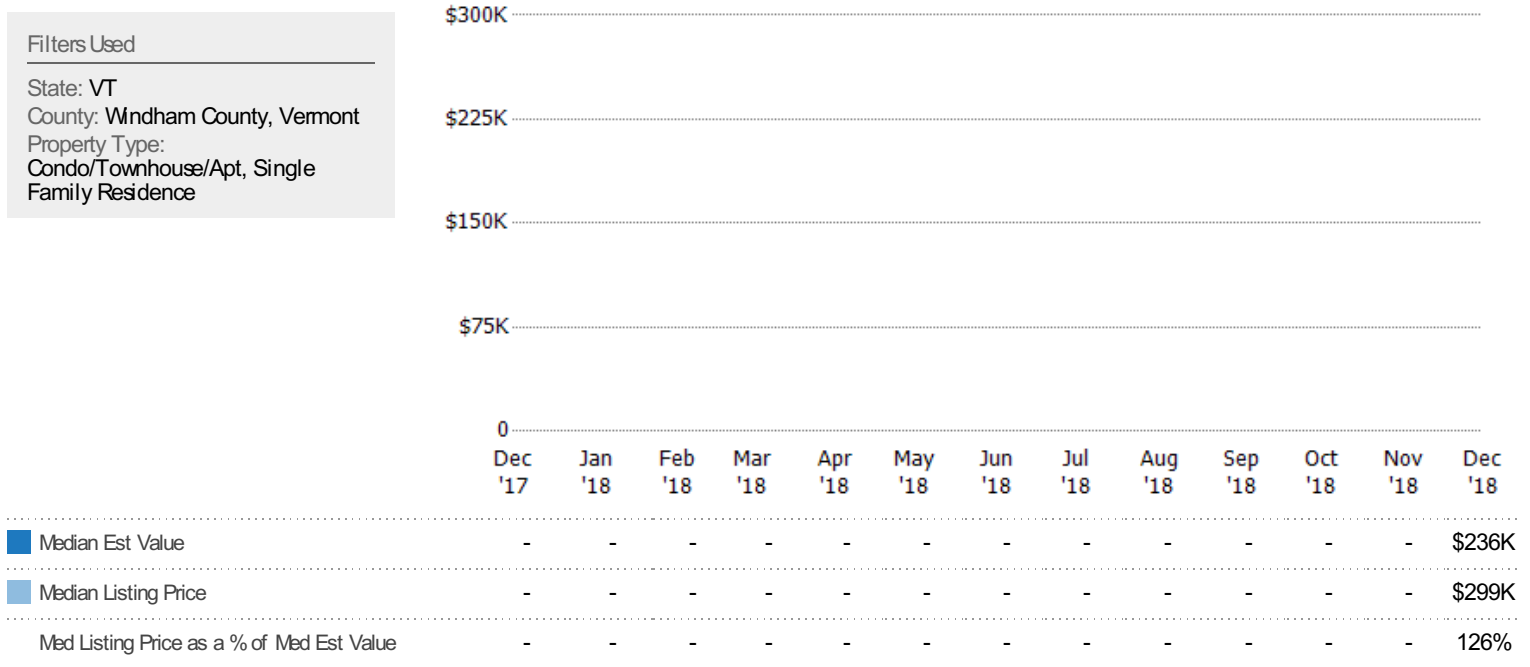 Filters Used
State: VT
County: Windham County, Vermont
Property Type:
Condo/Townhouse/Apt, Single
Family Residence
$300K
$225K
$150K
$75K
0
Dec Jan Feb Mar Apr May Jun Jul Aug Sep Oct Nov Dec
'17 '18 '18 '18 '18 '18 '18 '18 '18 '18 '18 '18 '18
Median Est Value - - - - - - - - - - - - $236K
Median Listing Price - - - - - - - - - - - - $299K
Med Listing Price as a % of Med Est Value - - - - - - - - - - - - 126%